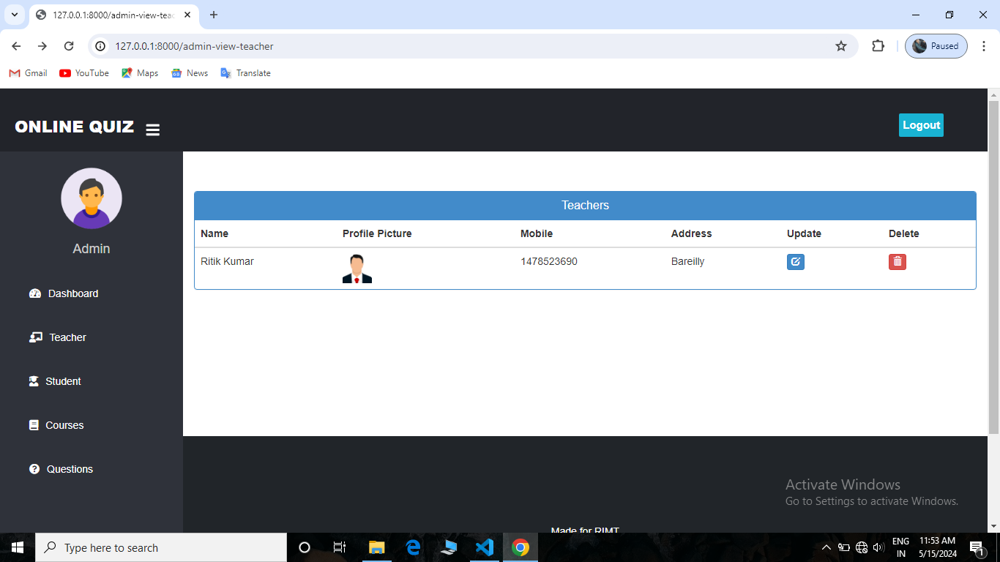 127.0.0.1:8000/admin-view-teac
127.0.0.1:8000/admin-view-teacher
Paused
Gmail YouTube Maps News Translate
ONLINE QUIZ
Logout
Admin
Dashboard
Teacher
Student
Courses
Questions
Teachers
Name Profile Picture Mobile Address Update Delete
Ritik Kumar 1478523690 Bareilly
Activate Windows
Go to Settings to activate Windows.
Made for RIMT
Type here to search
ENG
IN
11:53 AM
5/15/2024
1